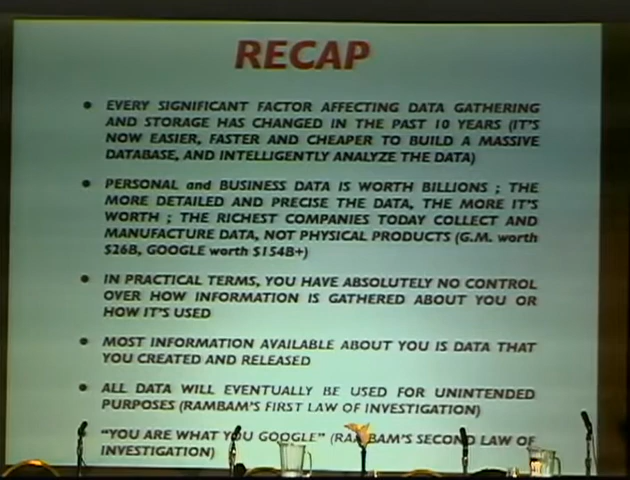 RECAP
• EVERY SIGNIFICANT FACTOR AFFECTING DATA GATHERING
AND STORAGE HAS CHANGED IN THE PAST 10 YEARS (IT'S
NOW EASIER, FASTER AND CHEAPER TO BUILD A MASSIVE
DATABASE, AND INTELLIGENTLY ANALYZE THE DATA)
• PERSONAL and BUSINESS DATA IS WORTH BILLIONS ; THE
MORE DETAILED AND PRECISE THE DATA, THE MORE IT'S
WORTH ; THE RICHEST COMPANIES TODAY COLLECT AND
MANUFACTURE DATA, NOT PHYSICAL PRODUCTS (G.M. worth
$26B, GOOGLE worth $154B+)
• IN PRACTICAL TERMS, YOU HAVE ABSOLUTELY NO CONTROL
OVER HOW INFORMATION IS GATHERED ABOUT YOU OR
HOW IT'S USED
• MOST INFORMATION AVAILABLE ABOUT YOU IS DATA THAT
YOU CREATED AND RELEASED
• ALL DATA WILL EVENTUALLY BE USED FOR UNINTENDED
PURPOSES (RAMBAM'S FIRST LAW OF INVESTIGATION)
• "YOU ARE WHAT YOU GOOGLE" (RAMBAM'S SECOND LAW OF
INVESTIGATION)